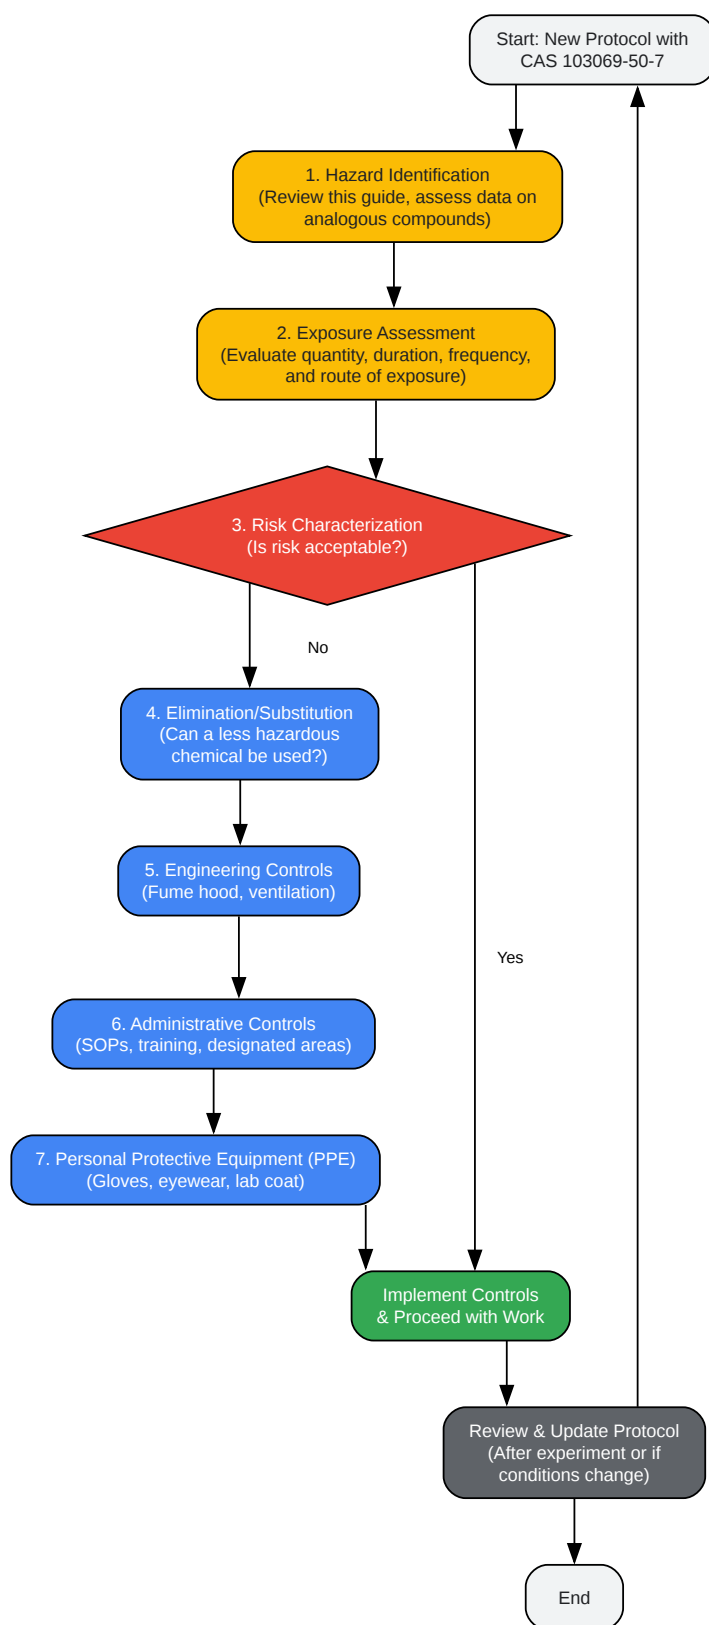 Start: New Protocol with
CAS 103069-50-7
1. Hazard Identification
(Review this guide, assess data on
analogous compounds)
2. Exposure Assessment
(Evaluate quantity, duration, frequency,
and route of exposure)
3. Risk Characterization
(Is risk acceptable?)
No
4. Elimination/Substitution
(Can a less hazardous
chemical be used?)
5. Engineering Controls
(Fume hood, ventilation)
Yes
6. Administrative Controls
(SOPs, training, designated areas)
7. Personal Protective Equipment (PPE)
(Gloves, eyewear, lab coat)
Implement Controls
& Proceed with Work
Review & Update Protocol
(After experiment or if
conditions change)
End